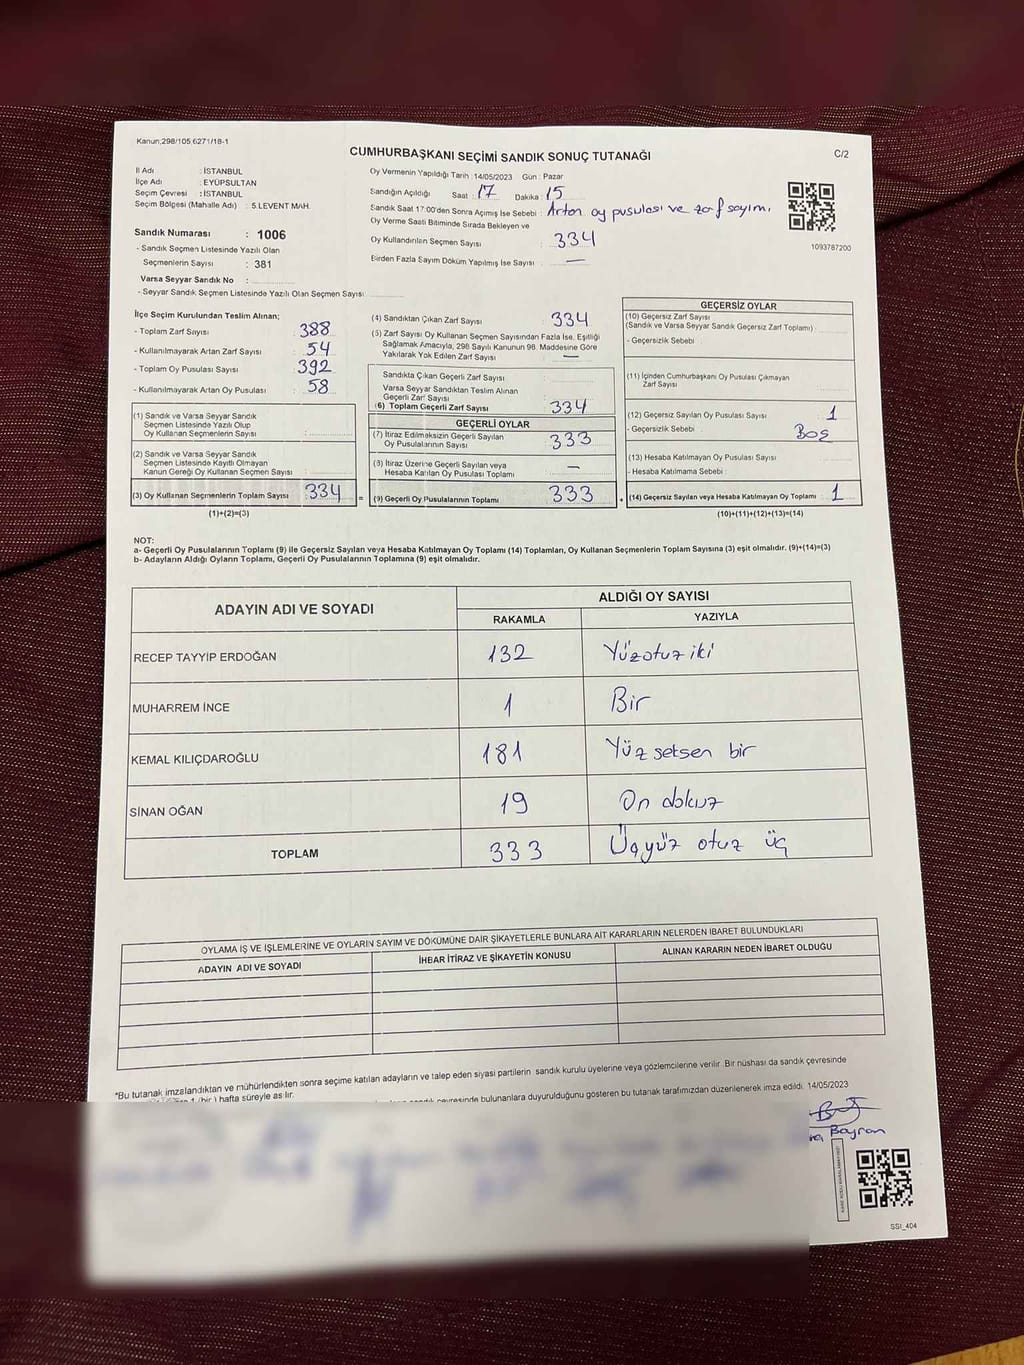 Kanun;298/105 6271/18-1
CUMHURBAŞKANI SEÇİMİ SANDIK SONUÇ TUTANAĞI
C/2
İl Adı : İSTANBUL
İlçe Adı : EYÜPSULTAN
Seçim Çevresi : İSTANBUL
Seçim Bölgesi (Mahalle Adı) : 5.LEVENT MAH.
Sandık Numarası : 1006
- Sandık Seçmen Listesinde Yazılı Olan
Seçmenlerin Sayısı : 381
Varsa Seyyar Sandık No :
- Seyyar Sandık Seçmen Listesinde Yazılı Olan Seçmen Sayısı
Oy Vermenin Yapıldığı Tarih :14/05/2023 Gün : Pazar
Sandığın Açıldığı Saat : 17 Dakika : 15
Sandık Saat 17:00'den Sonra Açımış İse Sebebi : Artan oy pusulası ve zarf sayımı
Oy Verme Saati Bitiminde Sırada Bekleyen ve
Oy Kullandırılan Seçmen Sayısı : 334
Birden Fazla Sayım Döküm Yapılmış İse Sayısı : —
1093787200
İlçe Seçim Kurulundan Teslim Alınan;
- Toplam Zarf Sayısı : 388
- Kullanılmayarak Artan Zarf Sayısı : 54
- Toplam Oy Pusulası Sayısı : 392
- Kullanılmayarak Artan Oy Pusulası : 58
(1) Sandık ve Varsa Seyyar Sandık
Seçmen Listesinde Yazılı Olup
Oy Kullanan Seçmenlerin Sayısı :
(2) Sandık ve Varsa Seyyar Sandık
Seçmen Listesinde Kayıtlı Olmayan
Kanun Gereği Oy Kullanan Seçmen Sayısı :
(3) Oy Kullanan Seçmenlerin Toplam Sayısı : 334
(1)+(2)=(3)
=
(4) Sandıktan Çıkan Zarf Sayısı : 334
(5) Zarf Sayısı Oy Kullanan Seçmen Sayısından Fazla İse, Eşitliği
Sağlamak Amacıyla, 298 Sayılı Kanunun 98. Maddesine Göre
Yakılarak Yok Edilen Zarf Sayısı : —
Sandıkta Çıkan Geçerli Zarf Sayısı :
Varsa Seyyar Sandıktan Teslim Alınan
Geçerli Zarf Sayısı :
(6) Toplam Geçerli Zarf Sayısı : 334
GEÇERLİ OYLAR
(7) İtiraz Edilmeksizin Geçerli Sayılan
Oy Pusulalarının Sayısı : 333
(8) İtiraz Üzerine Geçerli Sayılan veya
Hesaba Katılan Oy Pusulası Toplamı : —
(9) Geçerli Oy Pusulalarının Toplamı : 333
GEÇERSİZ OYLAR
(10) Geçersiz Zarf Sayısı
(Sandık ve Varsa Seyyar Sandık Geçersiz Zarf Toplamı) :
- Geçersizlik Sebebi :
(11) İçinden Cumhurbaşkanı Oy Pusulası Çıkmayan
Zarf Sayısı :
(12) Geçersiz Sayılan Oy Pusulası Sayısı : 1
- Geçersizlik Sebebi : Boş
(13) Hesaba Katılmayan Oy Pusulası Sayısı :
- Hesaba Katılmama Sebebi :
(14) Geçersiz Sayılan veya Hesaba Katılmayan Oy Toplamı : 1
(10)+(11)+(12)+(13)=(14)
NOT:
a- Geçerli Oy Pusulalarının Toplamı (9) ile Geçersiz Sayılan veya Hesaba Katılmayan Oy Toplamı (14) Toplamları, Oy Kullanan Seçmenlerin Toplam Sayısına (3) eşit olmalıdır. (9)+(14)=(3)
b- Adayların Aldığı Oyların Toplamı, Geçerli Oy Pusulalarının Toplamına (9) eşit olmalıdır.
ADAYIN ADI VE SOYADI
ALDIĞI OY SAYISI
RAKAMLA YAZIYLA
RECEP TAYYİP ERDOĞAN 132 Yüzotuz iki
MUHARREM İNCE 1 Bir
KEMAL KILIÇDAROĞLU 181 Yüz seksen bir
SİNAN OĞAN 19 On dokuz
TOPLAM 333 Üçyüz otuz üç
OYLAMA İŞ VE İŞLEMLERİNE VE OYLARIN SAYIM VE DÖKÜMÜNE DAİR ŞİKAYETLERLE BUNLARA AİT KARARLARIN NELERDEN İBARET BULUNDUKLARI
ADAYIN ADI VE SOYADI İHBAR İTİRAZ VE ŞİKAYETİN KONUSU ALINAN KARARIN NEDEN İBARET OLDUĞU
*Bu tutanak imzalandıktan ve mühürlendikten sonra seçime katılan adayların ve talep eden siyasi partilerin sandık kurulu üyelerine veya gözlemcilerine verilir. Bir nüshası da sandık çevresinde
1 (bir ) hafta süreyle asılır.
çevresinde bulunanlara duyurulduğunu gösteren bu tutanak tarafımızdan düzenlenerek imza edildi. 14/05/2023
Bayran
SSI_404